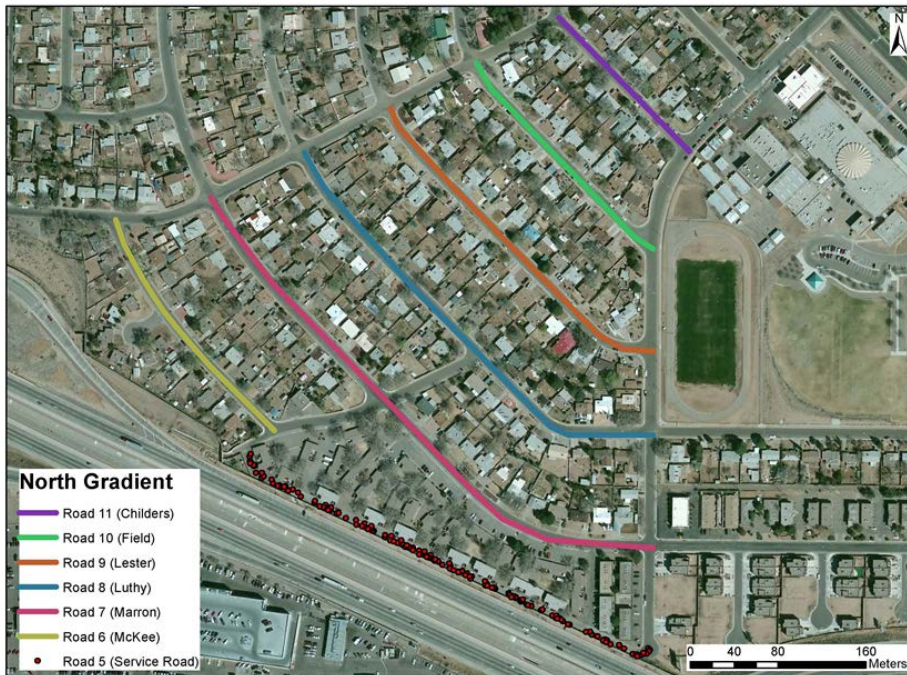 N
North Gradient
Road 11 (Childers)
Road 10 (Field)
Road 9 (Lester)
Road 8 (Luthy)
Road 7 (Marron)
Road 6 (McKee)
Road 5 (Service Road)
0 40 80 160
Meters